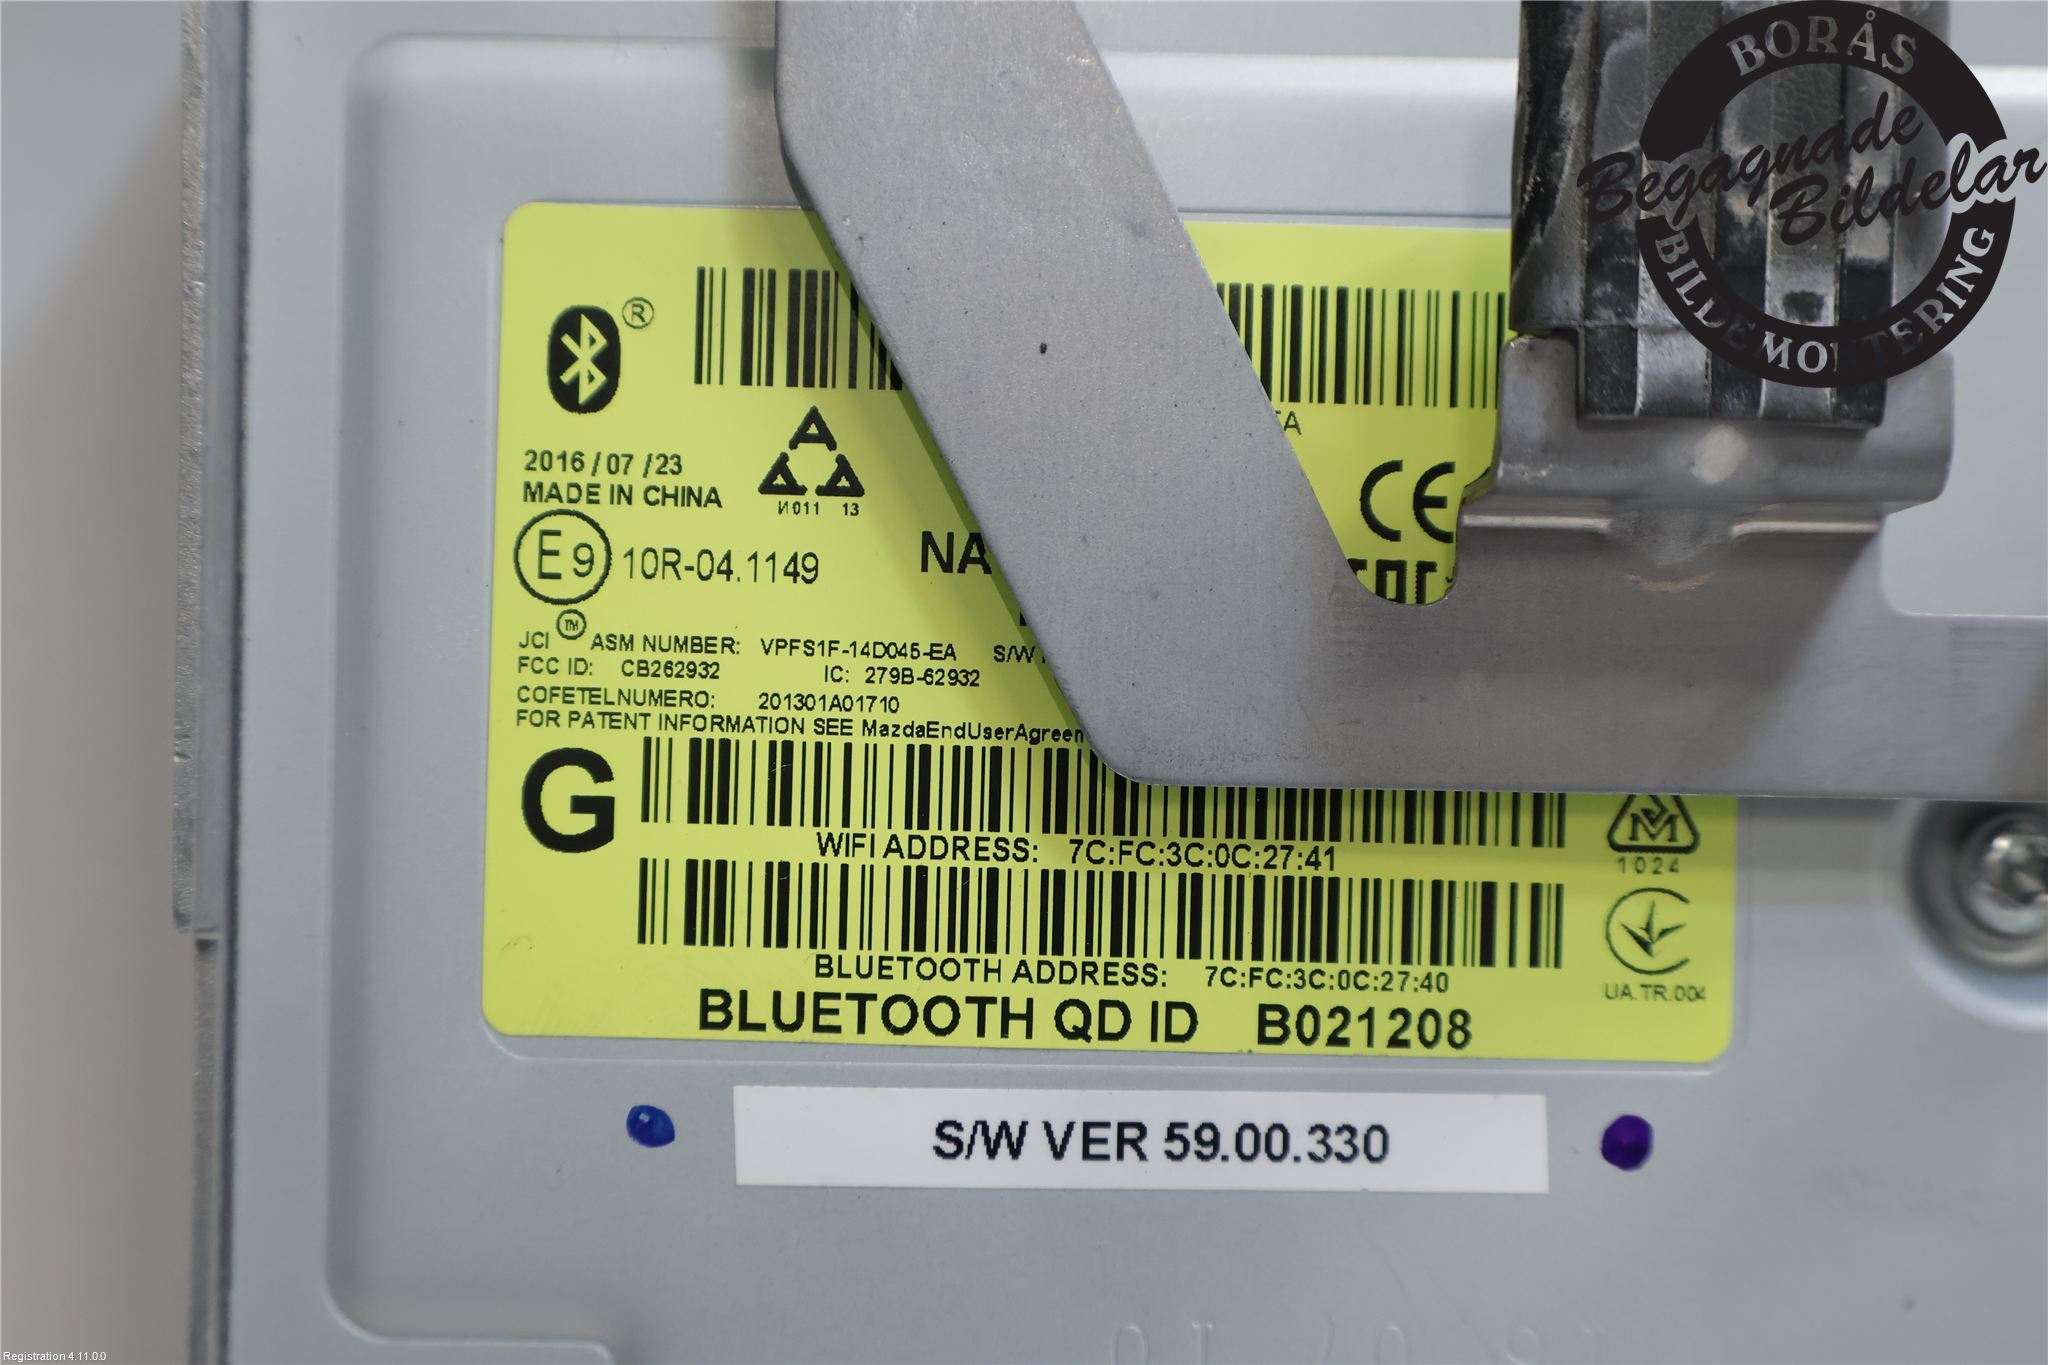 BORÅS
Begagnade
Bildelar
BILDEMONTERING
®
2016/07/23
MADE IN CHINA
И011 13
E9 10R-04.1149
NA
CE
JCI ™ ASM NUMBER: VPFS1F-14D045-EA S/W
FCC ID: CB262932 IC: 279B-62932
COFETELNUMERO: 201301A01710
FOR PATENT INFORMATION SEE MazdaEndUserAgreem
G
WIFI ADDRESS: 7C:FC:3C:0C:27:41
1024
BLUETOOTH ADDRESS: 7C:FC:3C:0C:27:40
UA.TR.004
BLUETOOTH QD ID B021208
S/W VER 59.00.330
Registration 4.11.0.0